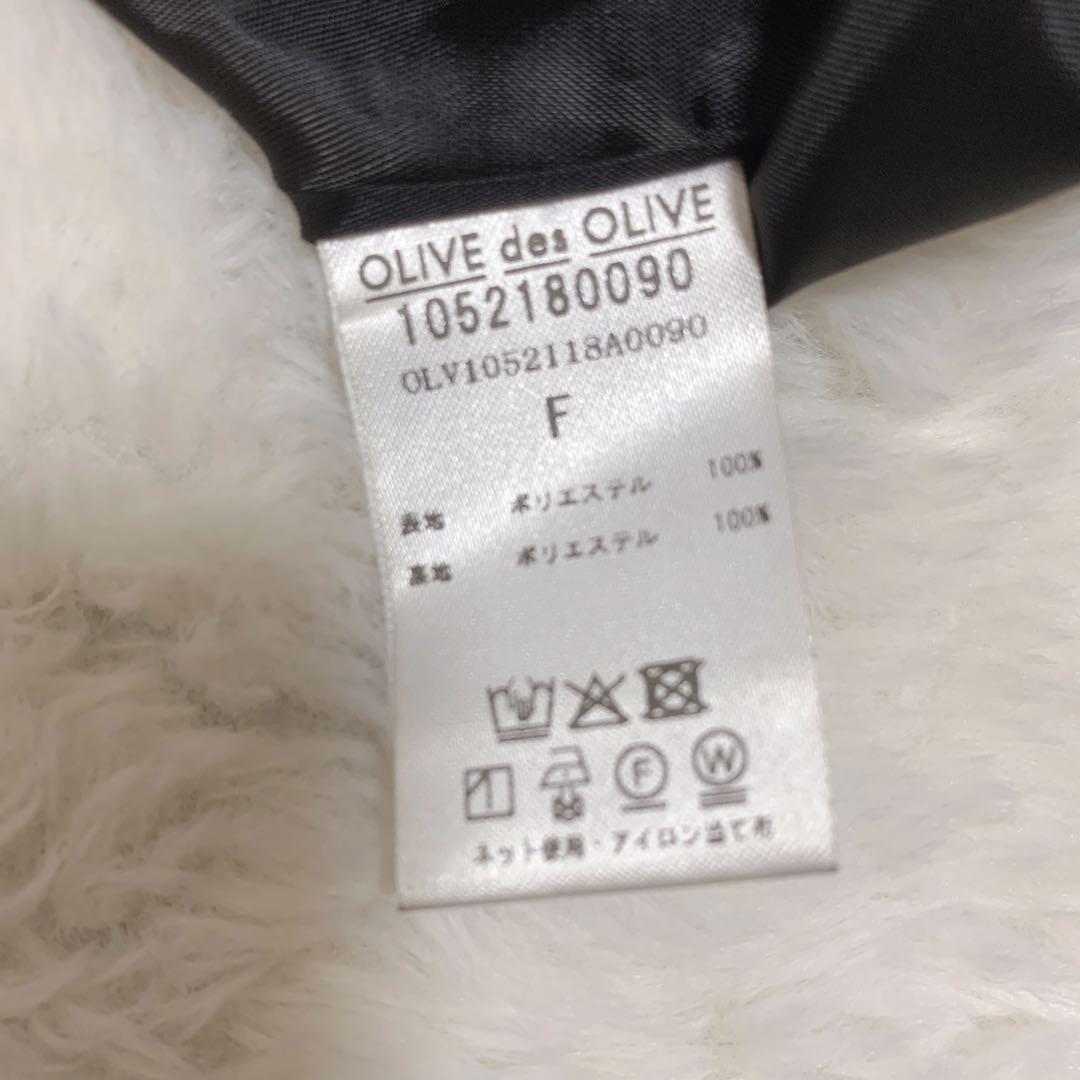 OLIVE des OLIVE
1052180090
OLV1052118A0090
F
表地 ポリエステル 100%
裏地 ポリエステル 100%
F W
ネット使用・アイロン当て布